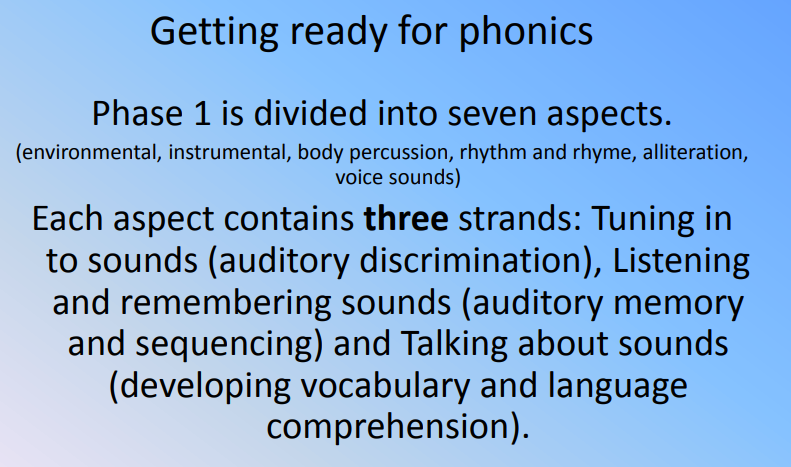 Getting ready for phonics
Phase 1 is divided into seven aspects.
(environmental, instrumental, body percussion, rhythm and rhyme, alliteration,
voice sounds)
Each aspect contains three strands: Tuning in
to sounds (auditory discrimination), Listening
and remembering sounds (auditory memory
and sequencing) and Talking about sounds
(developing vocabulary and language
comprehension).